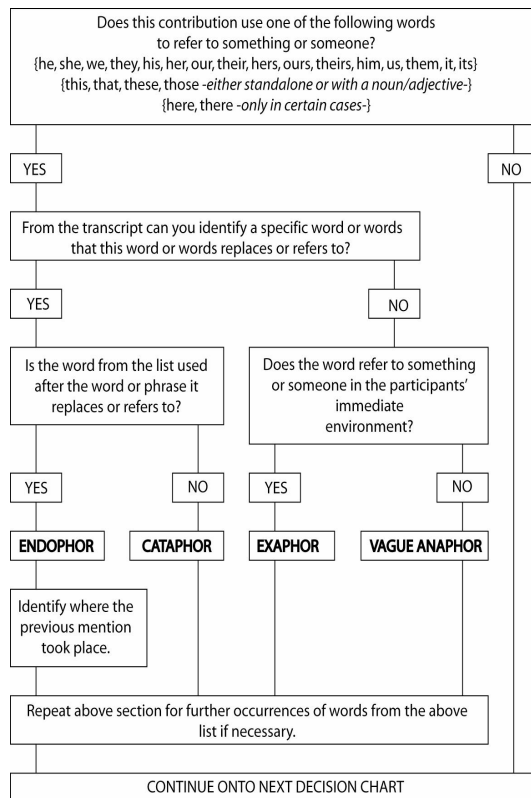 Does this contribution use one of the following words
to refer to something or someone?
{he, she, we, they, his, her, our, their, hers, ours, theirs, him, us, them, it, its}
{this, that, these, those -either standalone or with a noun/adjective-}
{here, there -only in certain cases-}
YES
NO
From the transcript can you identify a specific word or words
that this word or words replaces or refers to?
YES
NO
Is the word from the list used
after the word or phrase it
replaces or refers to?
Does the word refer to something
or someone in the participants'
immediate
environment?
YES
NO
YES
NO
ENDOPHOR
CATAPHOR
EXAPHOR
VAGUE ANAPHOR
Identify where the
previous mention
took place.
Repeat above section for further occurrences of words from the above
list if necessary.
CONTINUE ONTO NEXT DECISION CHART